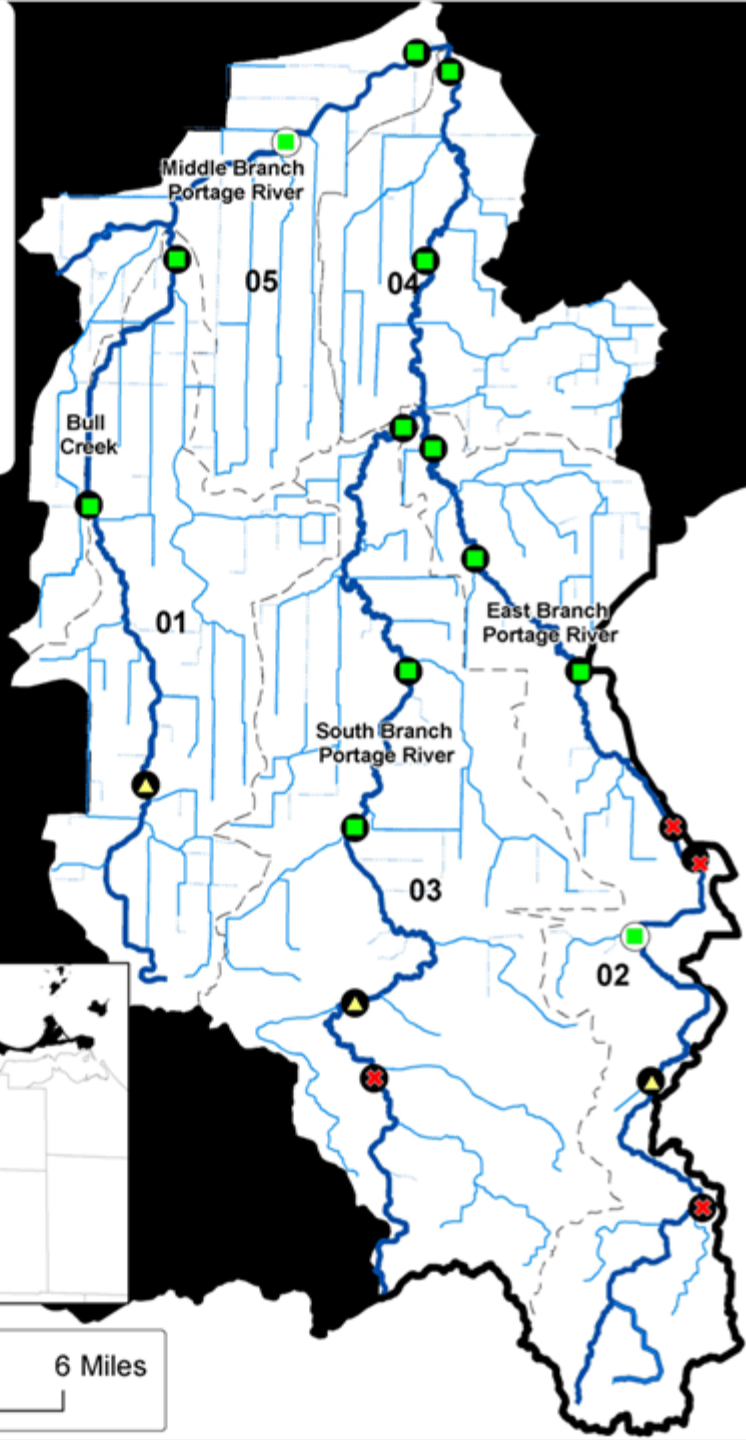 Middle Branch
Portage River
05
04
Bull
Creek
01
East Branch
Portage River
South Branch
Portage River
03
02
6 Miles